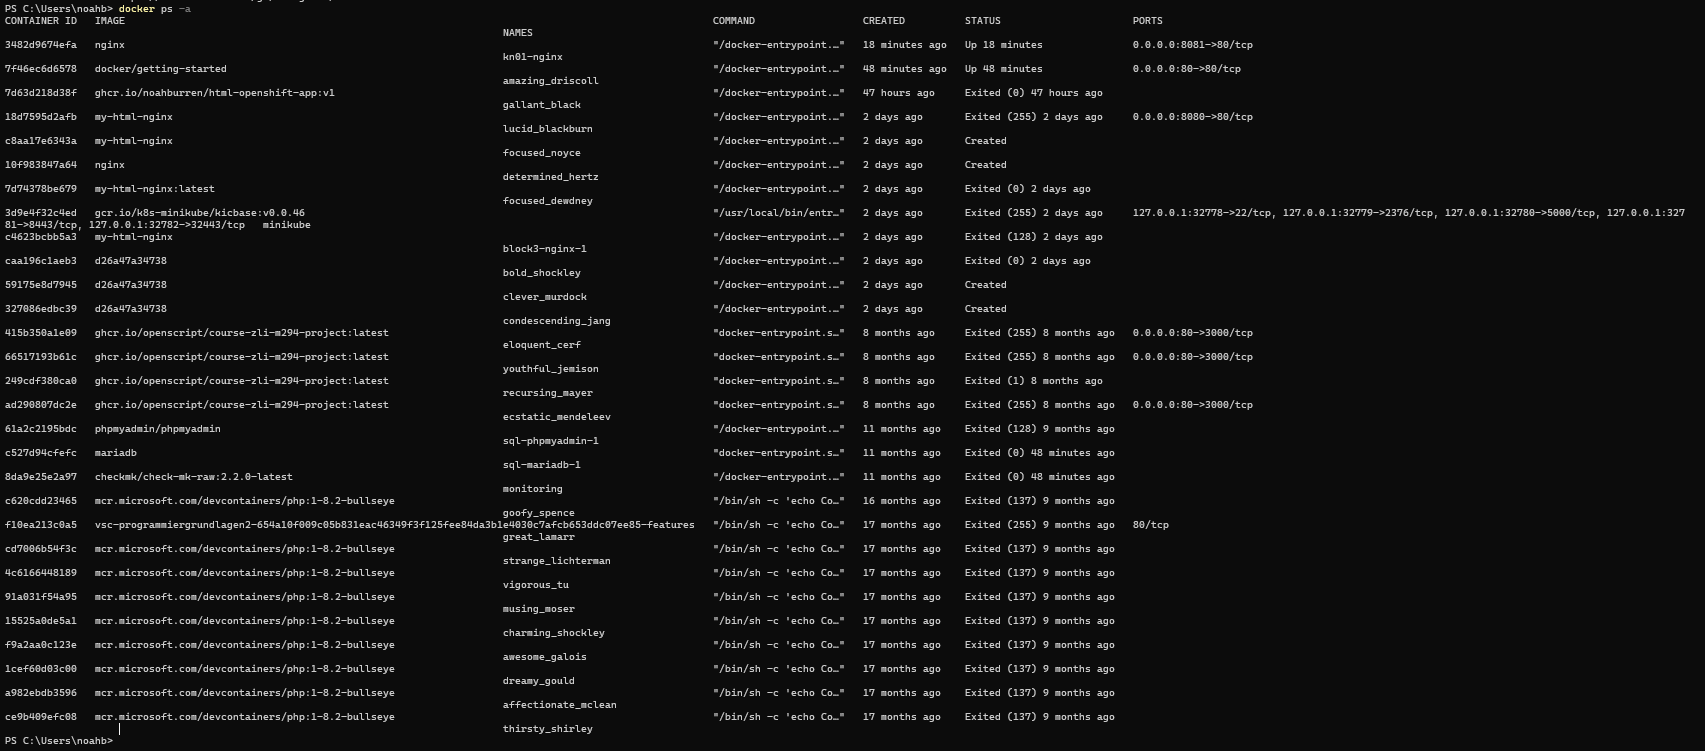 PS C:\Users\noahb> docker ps -a
CONTAINER ID   IMAGE   COMMAND   CREATED   STATUS   PORTS
NAMES
3482d9674efa   nginx   "/docker-entrypoint.…"   18 minutes ago   Up 18 minutes   0.0.0.0:8081->80/tcp
kn01-nginx
7f46ec6d6578   docker/getting-started   "/docker-entrypoint.…"   48 minutes ago   Up 48 minutes   0.0.0.0:80->80/tcp
amazing_driscoll
7d63d218d38f   ghcr.io/noahburren/html-openshift-app:v1   "/docker-entrypoint.…"   47 hours ago   Exited (0) 47 hours ago
gallant_black
18d7595d2afb   my-html-nginx   "/docker-entrypoint.…"   2 days ago   Exited (255) 2 days ago   0.0.0.0:8080->80/tcp
lucid_blackburn
c8aa17e6343a   my-html-nginx   "/docker-entrypoint.…"   2 days ago   Created
focused_noyce
10f983847a64   nginx   "/docker-entrypoint.…"   2 days ago   Created
determined_hertz
7d74378be679   my-html-nginx:latest   "/docker-entrypoint.…"   2 days ago   Exited (0) 2 days ago
focused_dewdney
3d9e4f32c4ed   gcr.io/k8s-minikube/kicbase:v0.0.46   "/usr/local/bin/entr…"   2 days ago   Exited (255) 2 days ago   127.0.0.1:32778->22/tcp, 127.0.0.1:32779->2376/tcp, 127.0.0.1:32780->5000/tcp, 127.0.0.1:327
81->8443/tcp, 127.0.0.1:32782->32443/tcp   minikube
c4623bcbb5a3   my-html-nginx   "/docker-entrypoint.…"   2 days ago   Exited (128) 2 days ago
block3-nginx-1
caa196c1aeb3   d26a47a34738   "/docker-entrypoint.…"   2 days ago   Exited (0) 2 days ago
bold_shockley
59175e8d7945   d26a47a34738   "/docker-entrypoint.…"   2 days ago   Created
clever_murdock
327086edbc39   d26a47a34738   "/docker-entrypoint.…"   2 days ago   Created
condescending_jang
415b350a1e09   ghcr.io/openscript/course-zli-m294-project:latest   "docker-entrypoint.s…"   8 months ago   Exited (255) 8 months ago   0.0.0.0:80->3000/tcp
eloquent_cerf
66517193b61c   ghcr.io/openscript/course-zli-m294-project:latest   "docker-entrypoint.s…"   8 months ago   Exited (255) 8 months ago   0.0.0.0:80->3000/tcp
youthful_jemison
249cdf380ca0   ghcr.io/openscript/course-zli-m294-project:latest   "docker-entrypoint.s…"   8 months ago   Exited (1) 8 months ago
recursing_mayer
ad290807dc2e   ghcr.io/openscript/course-zli-m294-project:latest   "docker-entrypoint.s…"   8 months ago   Exited (255) 8 months ago   0.0.0.0:80->3000/tcp
ecstatic_mendeleev
61a2c2195bdc   phpmyadmin/phpmyadmin   "/docker-entrypoint.…"   11 months ago   Exited (128) 9 months ago
sql-phpmyadmin-1
c527d94cfefc   mariadb   "docker-entrypoint.s…"   11 months ago   Exited (0) 48 minutes ago
sql-mariadb-1
8da9e25e2a97   checkmk/check-mk-raw:2.2.0-latest   "/docker-entrypoint.…"   11 months ago   Exited (0) 48 minutes ago
monitoring
c620cdd23465   mcr.microsoft.com/devcontainers/php:1-8.2-bullseye   "/bin/sh -c 'echo Co…"   16 months ago   Exited (137) 9 months ago
goofy_spence
f10ea213c0a5   vsc-programmiergrundlagen2-654a10f009c05b831eac46349f3f125fee84da3b1e4030c7afcb653ddc07ee85-features   "/bin/sh -c 'echo Co…"   17 months ago   Exited (255) 9 months ago   80/tcp
great_lamarr
cd7006b54f3c   mcr.microsoft.com/devcontainers/php:1-8.2-bullseye   "/bin/sh -c 'echo Co…"   17 months ago   Exited (137) 9 months ago
strange_lichterman
4c6166448189   mcr.microsoft.com/devcontainers/php:1-8.2-bullseye   "/bin/sh -c 'echo Co…"   17 months ago   Exited (137) 9 months ago
vigorous_tu
91a031f54a95   mcr.microsoft.com/devcontainers/php:1-8.2-bullseye   "/bin/sh -c 'echo Co…"   17 months ago   Exited (137) 9 months ago
musing_moser
15525a0de5a1   mcr.microsoft.com/devcontainers/php:1-8.2-bullseye   "/bin/sh -c 'echo Co…"   17 months ago   Exited (137) 9 months ago
charming_shockley
f9a2aa0c123e   mcr.microsoft.com/devcontainers/php:1-8.2-bullseye   "/bin/sh -c 'echo Co…"   17 months ago   Exited (137) 9 months ago
awesome_galois
1cef60d03c00   mcr.microsoft.com/devcontainers/php:1-8.2-bullseye   "/bin/sh -c 'echo Co…"   17 months ago   Exited (137) 9 months ago
dreamy_gould
a982ebdb3596   mcr.microsoft.com/devcontainers/php:1-8.2-bullseye   "/bin/sh -c 'echo Co…"   17 months ago   Exited (137) 9 months ago
affectionate_mclean
ce9b409efc08   mcr.microsoft.com/devcontainers/php:1-8.2-bullseye   "/bin/sh -c 'echo Co…"   17 months ago   Exited (137) 9 months ago
thirsty_shirley
PS C:\Users\noahb>